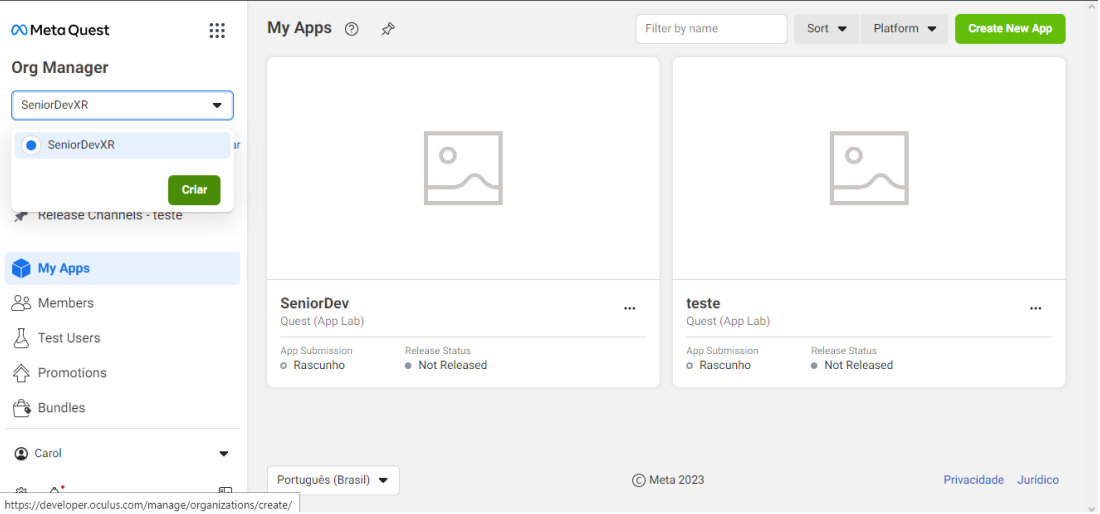 Meta Quest
Org Manager
SeniorDevXR
SeniorDevXR
ar
Criar
Release Channels - teste
My Apps
Members
Test Users
Promotions
Bundles
Carol
https://developer.oculus.com/manage/organizations/create/
My Apps
Filter by name
Sort
Platform
Create New App
SeniorDev
Quest (App Lab)
App Submission
Release Status
Rascunho
Not Released
teste
Quest (App Lab)
App Submission
Release Status
Rascunho
Not Released
Português (Brasil)
© Meta 2023
Privacidade
Jurídico